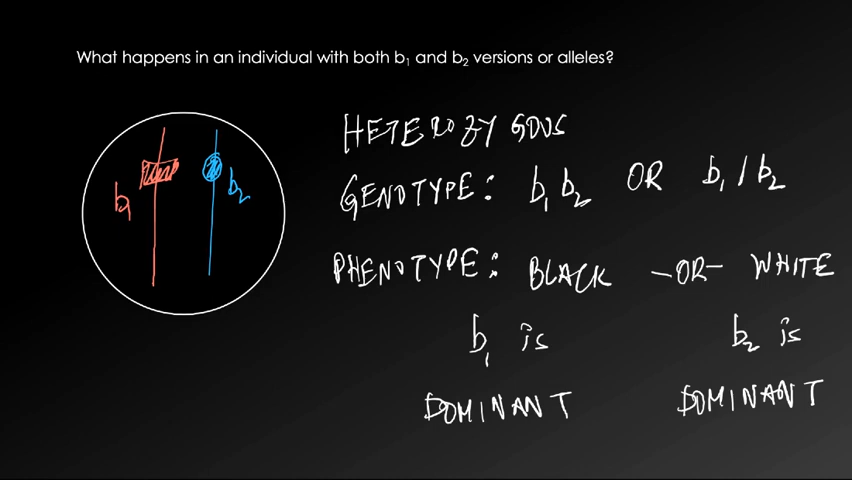 What happens in an individual with both b₁ and b₂ versions or alleles?
HETEROZYGOUS
GENOTYPE: b₁ b₂ OR b₁ / b₂
b₁ b₂
PHENOTYPE: BLACK —OR— WHITE
b₁ is b₂ is
DOMINANT DOMINANT